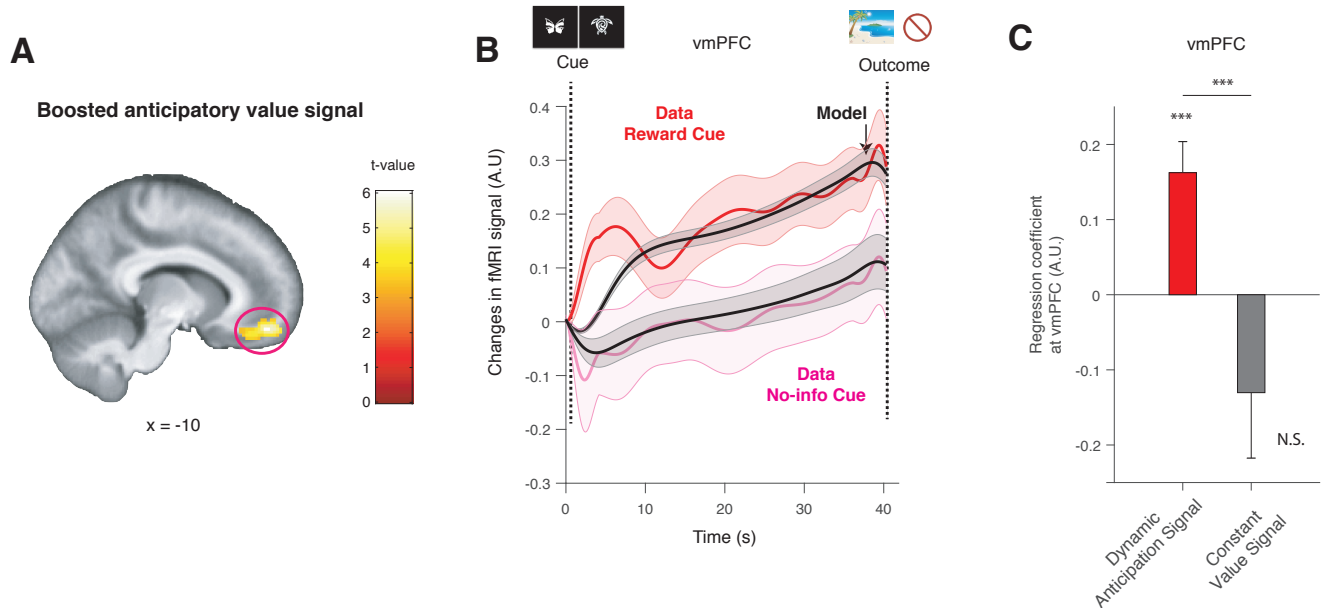 A
Boosted anticipatory value signal
t-value
6
5
4
3
2
1
0
x = -10
B
vmPFC
Cue
Outcome
Data
Reward Cue
Model
Data
No-info Cue
Changes in fMRI signal (A.U)
0.4
0.3
0.2
0.1
0
-0.1
-0.2
-0.3
0
10
20
30
40
Time (s)
C
vmPFC
***
***
N.S.
Regression coefficient
at vmPFC (A.U.)
0.2
0.1
0
-0.1
-0.2
Dynamic
Anticipation Signal
Constant
Value Signal